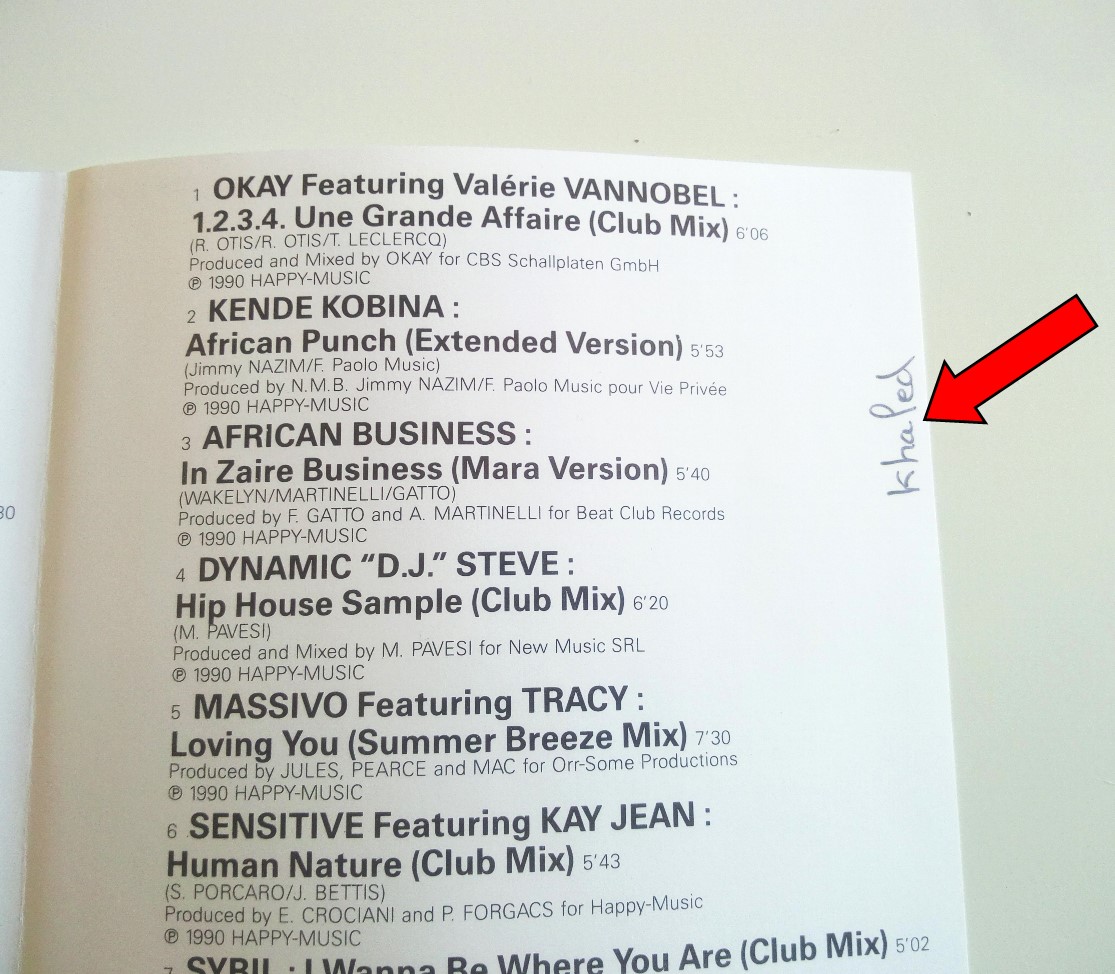 1 OKAY Featuring Valérie VANNOBEL :
1.2.3.4. Une Grande Affaire (Club Mix) 6'06
(R. OTIS/R. OTIS/T. LECLERCQ)
Produced and Mixed by OKAY for CBS Schallplaten GmbH
℗ 1990 HAPPY-MUSIC
2 KENDE KOBINA :
African Punch (Extended Version) 5'53
(Jimmy NAZIM/F. Paolo Music)
Produced by N.M.B. Jimmy NAZIM/F. Paolo Music pour Vie Privée
℗ 1990 HAPPY-MUSIC
3 AFRICAN BUSINESS :
In Zaire Business (Mara Version) 5'40
(WAKELYN/MARTINELLI/GATTO)
Produced by F. GATTO and A. MARTINELLI for Beat Club Records
℗ 1990 HAPPY-MUSIC
4 DYNAMIC “D.J.” STEVE :
Hip House Sample (Club Mix) 6'20
(M. PAVESI)
Produced and Mixed by M. PAVESI for New Music SRL
℗ 1990 HAPPY-MUSIC
5 MASSIVO Featuring TRACY :
Loving You (Summer Breeze Mix) 7'30
Produced by JULES, PEARCE and MAC for Orr-Some Productions
℗ 1990 HAPPY-MUSIC
6 SENSITIVE Featuring KAY JEAN :
Human Nature (Club Mix) 5'43
(S. PORCARO/J. BETTIS)
Produced by E. CROCIANI and P. FORGACS for Happy-Music
℗ 1990 HAPPY-MUSIC
7 SYBIL : I Wanna Be Where You Are (Club Mix) 5'02
Khaled